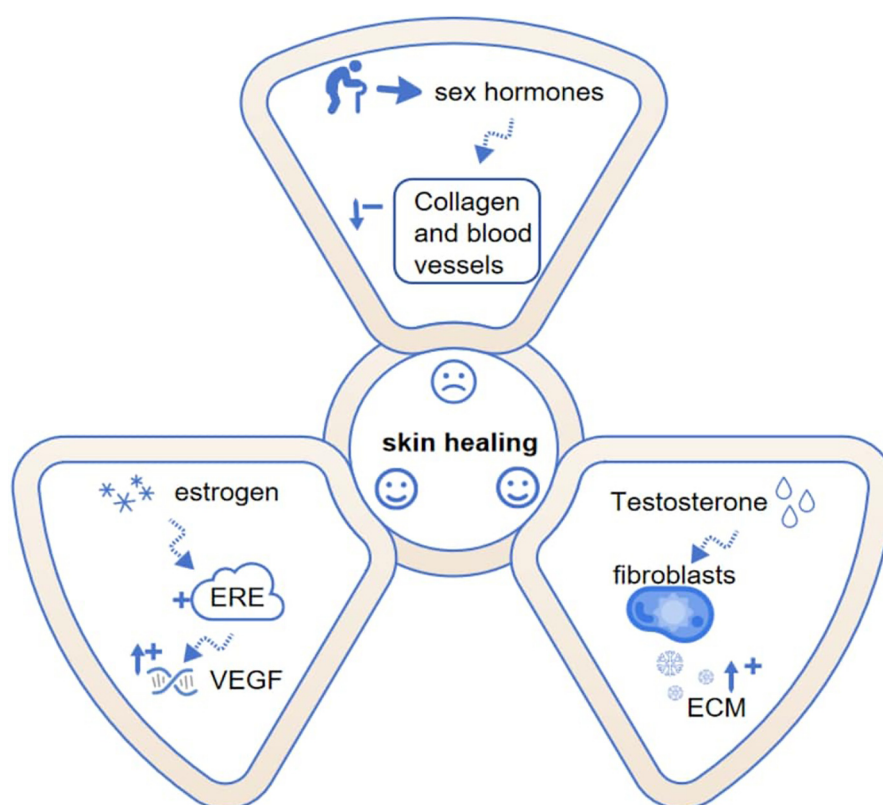 sex hormones
Collagen
and blood
vessels
skin healing
estrogen
ERE
VEGF
Testosterone
fibroblasts
ECM